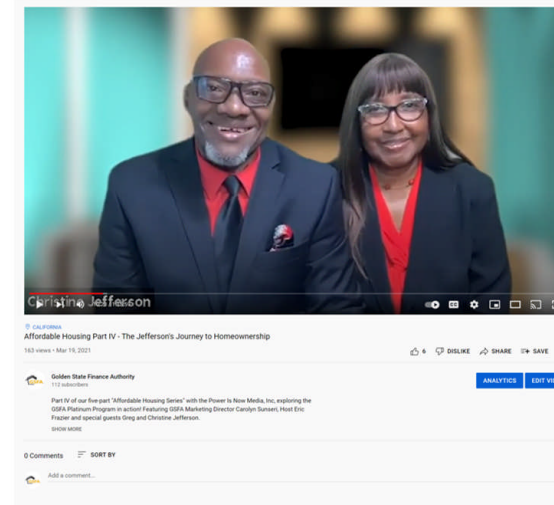 Christina Jefferson
CALIFORNIA
Affordable Housing Part IV - The Jefferson's Journey to Homeownership
163 views • Mar 19, 2021
6 DISLIKE SHARE SAVE
Golden State Finance Authority
112 subscribers
ANALYTICS EDIT VI
Part IV of our five-part "Affordable Housing Series" with the Power Is Now Media, Inc, exploring the
GSFA Platinum Program in action! Featuring GSFA Marketing Director Carolyn Sunseri, Host Eric
Frazier and special guests Greg and Christine Jefferson.
SHOW MORE
0 Comments SORT BY
Add a comment...